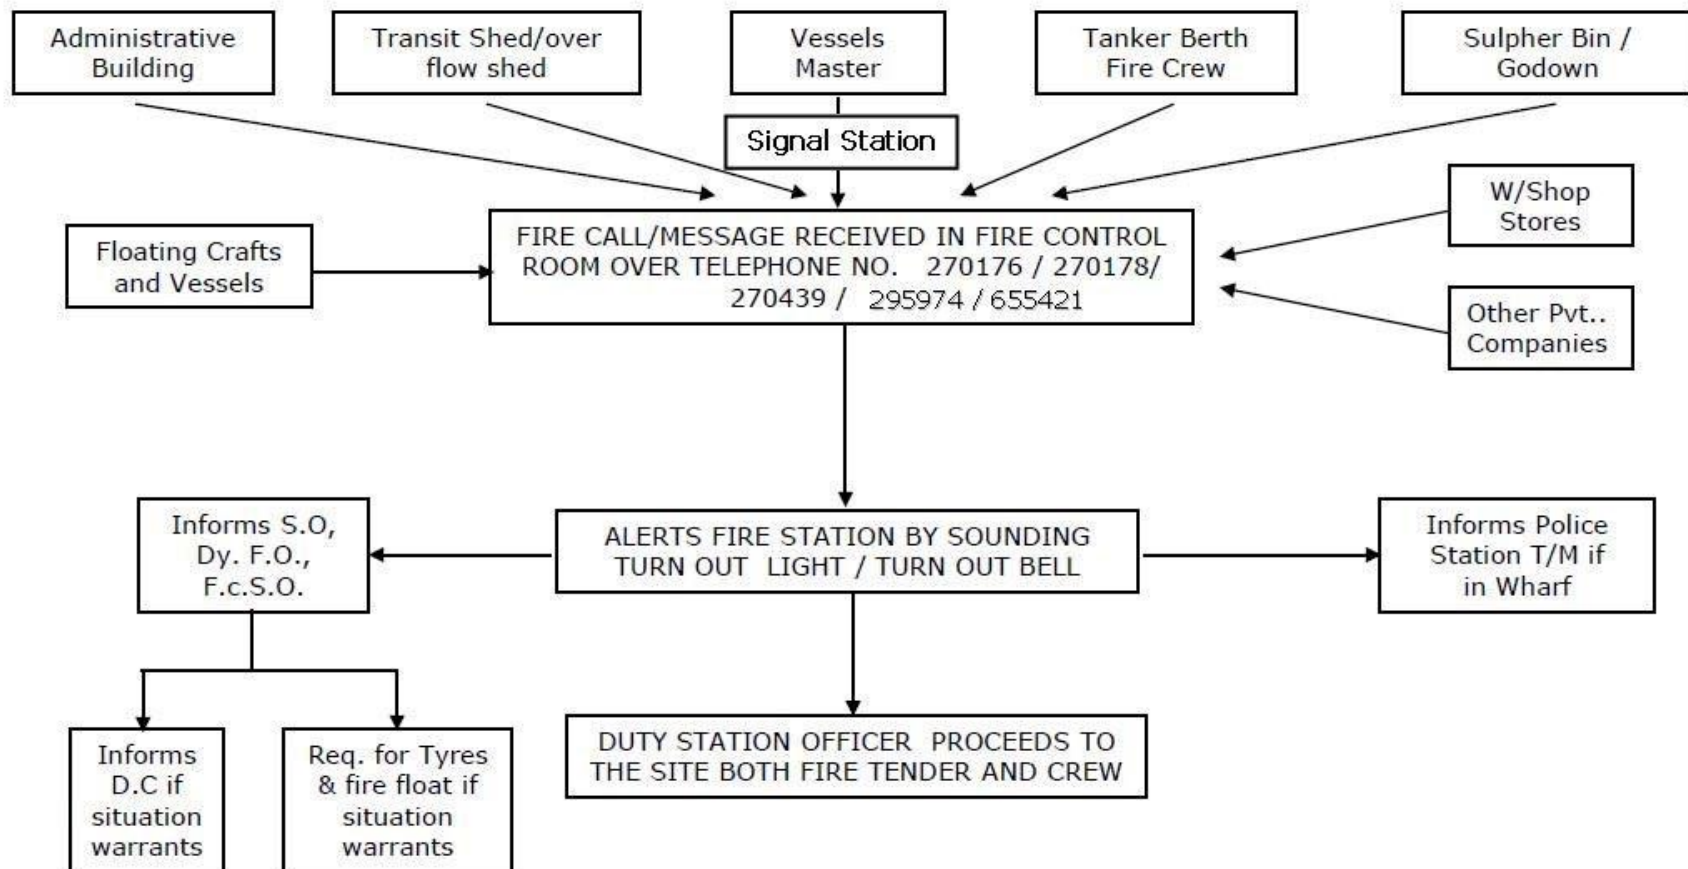 Administrative
Building
Transit Shed/over
flow shed
Vessels
Master
Tanker Berth
Fire Crew
Sulpher Bin /
Godown
Signal Station
W/Shop
Stores
Floating Crafts
and Vessels
FIRE CALL/MESSAGE RECEIVED IN FIRE CONTROL
ROOM OVER TELEPHONE NO. 270176 / 270178/
270439 / 295974 / 655421
Other Pvt..
Companies
Informs S.O,
Dy. F.O.,
F.c.S.O.
ALERTS FIRE STATION BY SOUNDING
TURN OUT LIGHT / TURN OUT BELL
Informs Police
Station T/M if
in Wharf
Informs
D.C if
situation
warrants
Req. for Tyres
& fire float if
situation
warrants
DUTY STATION OFFICER PROCEEDS TO
THE SITE BOTH FIRE TENDER AND CREW